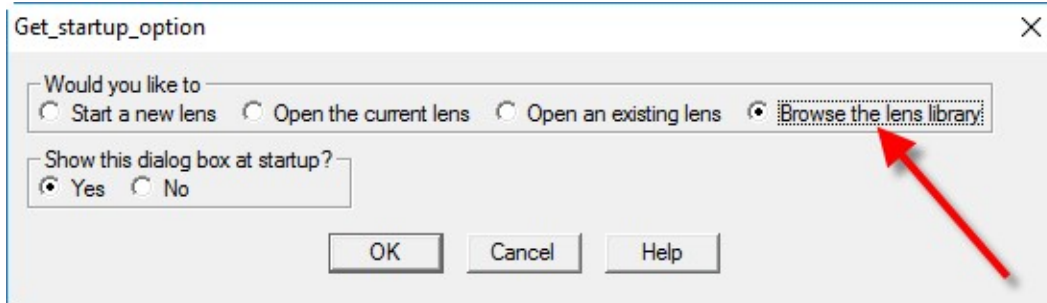 Get_startup_option
Would you like to
Start a new lens Open the current lens Open an existing lens Browse the lens library
Show this dialog box at startup?
Yes No
OK Cancel Help